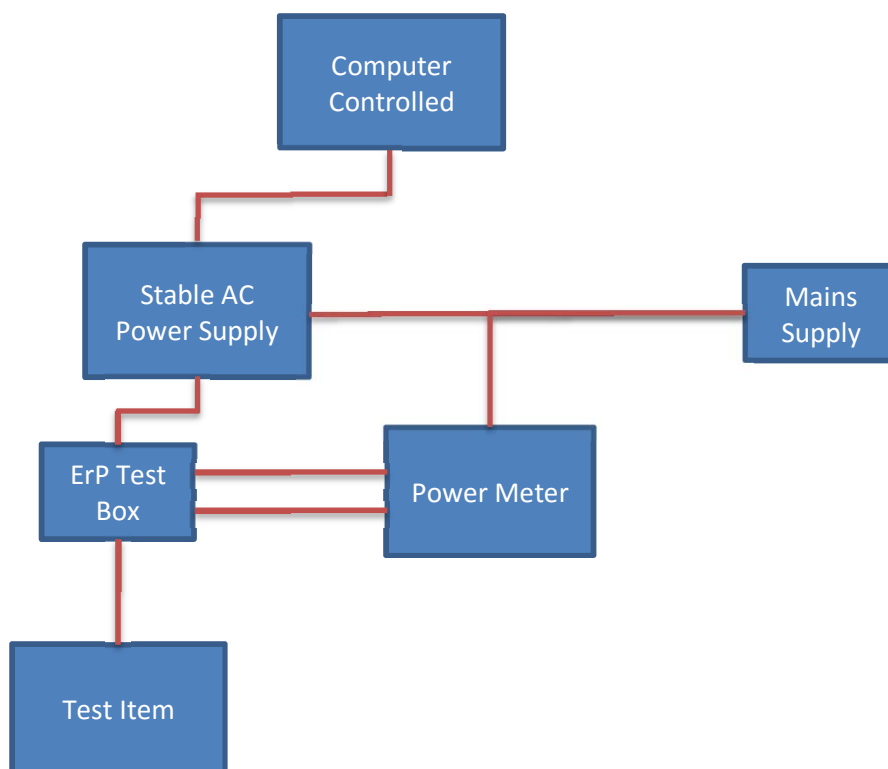 Computer
Controlled
Stable AC
Power Supply
Mains
Supply
ErP Test
Box
Power Meter
Test Item